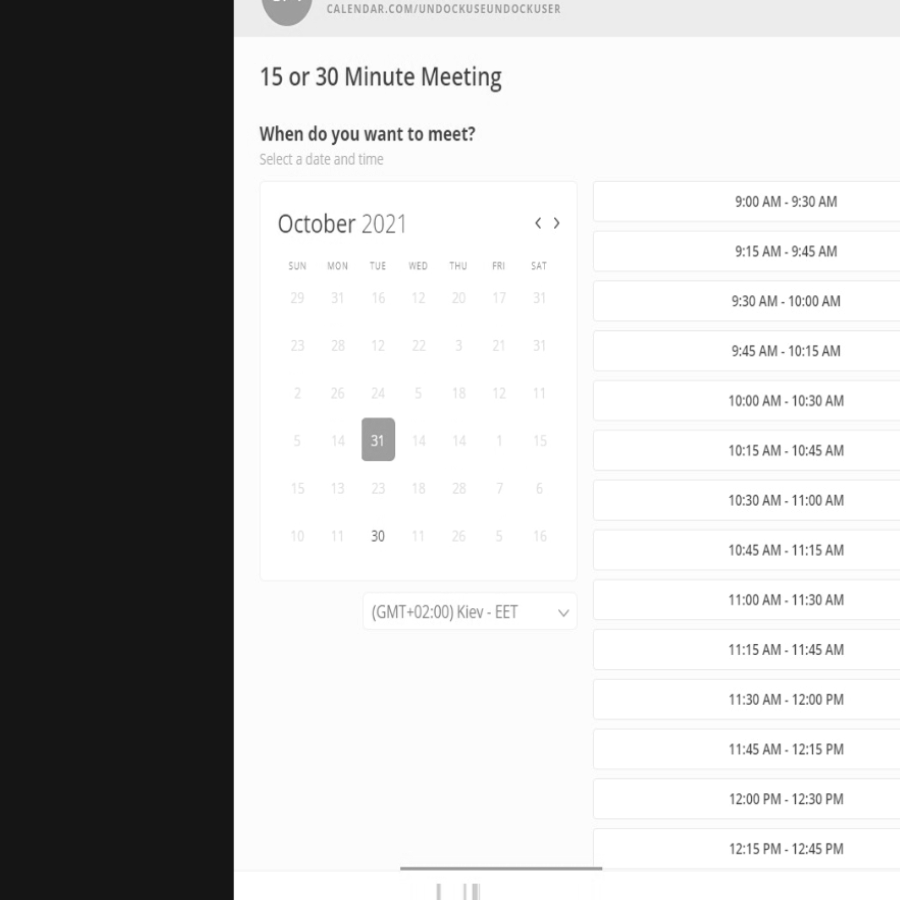 CALENDAR.COM/UNDOCKUSEUNDOCKUSER
15 or 30 Minute Meeting
When do you want to meet?
Select a date and time
October 2021
< >
SUN MON TUE WED THU FRI SAT
29 31 16 12 20 17 31
23 28 12 22 3 21 31
2 26 24 5 18 12 11
5 14 31 14 14 1 15
15 13 23 18 28 7 6
10 11 30 11 26 5 16
(GMT+02:00) Kiev - EET
9:00 AM - 9:30 AM
9:15 AM - 9:45 AM
9:30 AM - 10:00 AM
9:45 AM - 10:15 AM
10:00 AM - 10:30 AM
10:15 AM - 10:45 AM
10:30 AM - 11:00 AM
10:45 AM - 11:15 AM
11:00 AM - 11:30 AM
11:15 AM - 11:45 AM
11:30 AM - 12:00 PM
11:45 AM - 12:15 PM
12:00 PM - 12:30 PM
12:15 PM - 12:45 PM